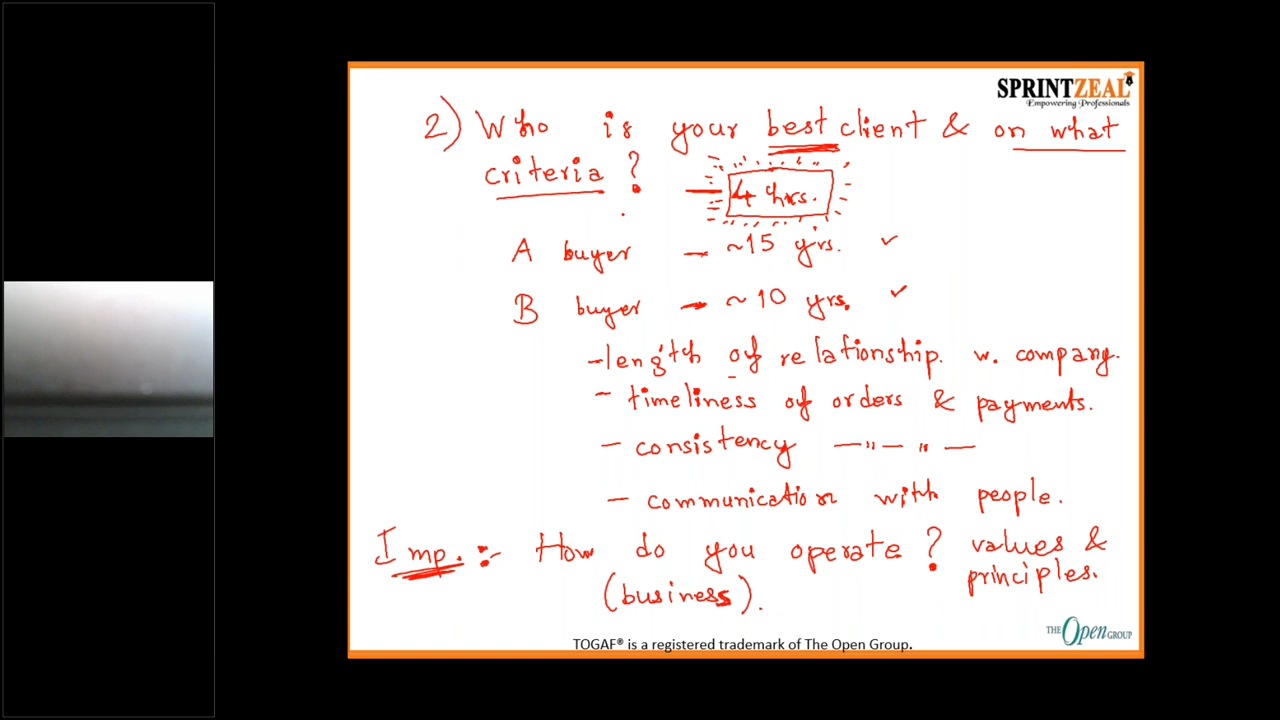 SPRINTZEAL
Empowering Professionals
2) Who is your best client & on what
criteria ?
— 4 hrs.
A buyer — ~15 yrs. ✓
B buyer — ~ 10 yrs. ✓
- length of relationship. w. company.
- timeliness of orders & payments.
- consistency —"— " —
- communication with people.
Imp. :- How do you operate ? values &
principles.
(business).
THE Open GROUP
TOGAF® is a registered trademark of The Open Group.